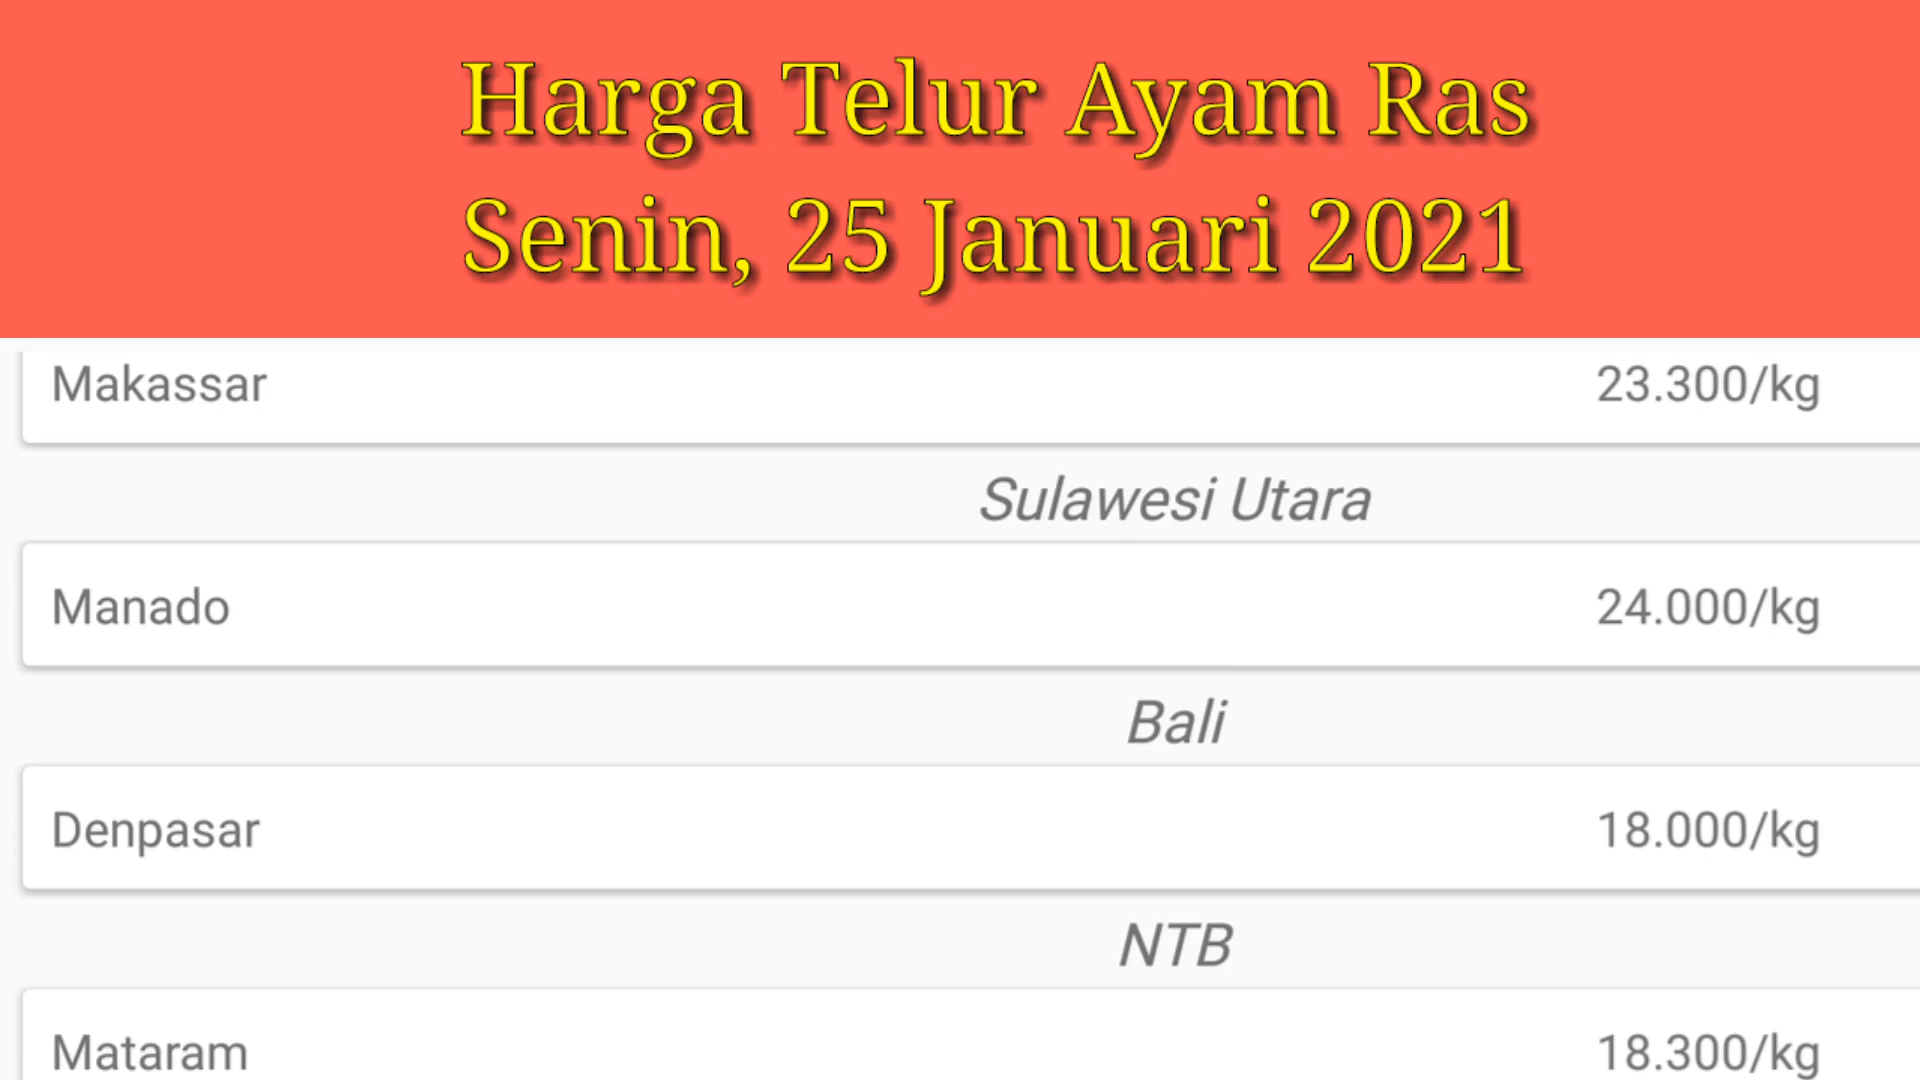 Harga Telur Ayam Ras
Senin, 25 Januari 2021
Makassar 23.300/kg
Sulawesi Utara
Manado 24.000/kg
Bali
Denpasar 18.000/kg
NTB
Mataram 18.300/kg